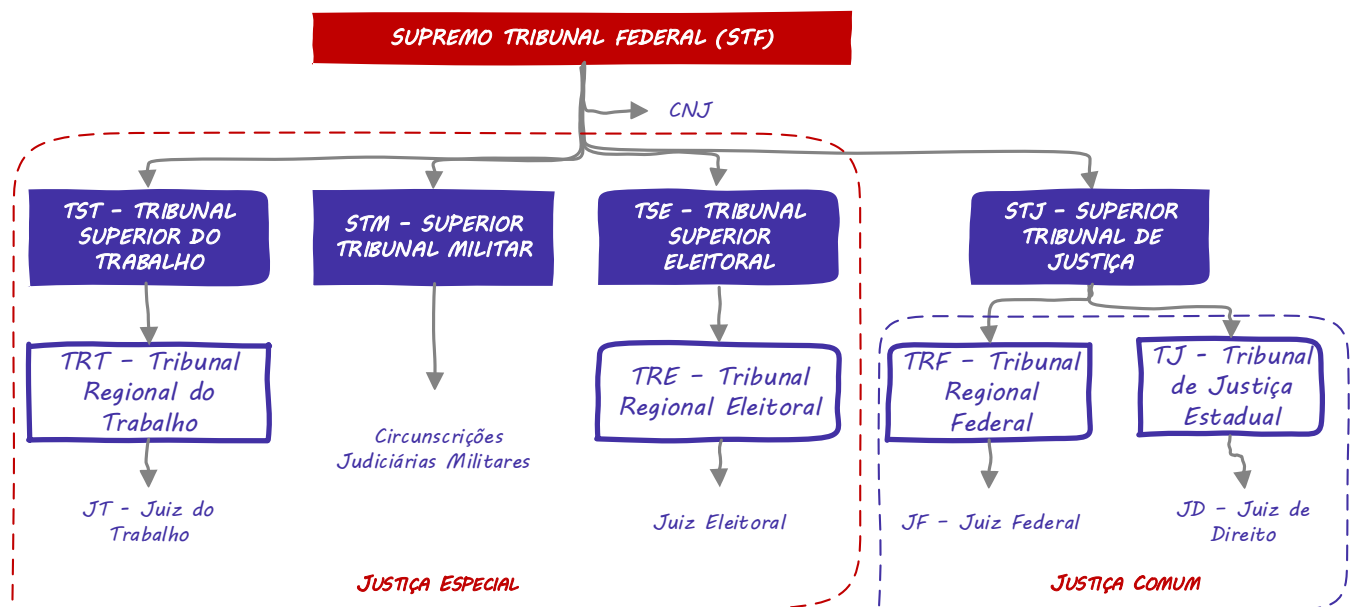 SUPREMO TRIBUNAL FEDERAL (STF)
CNJ
TST - TRIBUNAL
SUPERIOR DO
TRABALHO
STM - SUPERIOR
TRIBUNAL MILITAR
TSE - TRIBUNAL
SUPERIOR
ELEITORAL
STJ - SUPERIOR
TRIBUNAL DE
JUSTIÇA
TRT - Tribunal
Regional do
Trabalho
TRE - Tribunal
Regional Eleitoral
TRF - Tribunal
Regional
Federal
TJ - Tribunal
de Justiça
Estadual
Circunscrições
Judiciárias Militares
JT - Juiz do
Trabalho
Juiz Eleitoral
JF - Juiz Federal
JD - Juiz de
Direito
JUSTIÇA ESPECIAL
JUSTIÇA COMUM